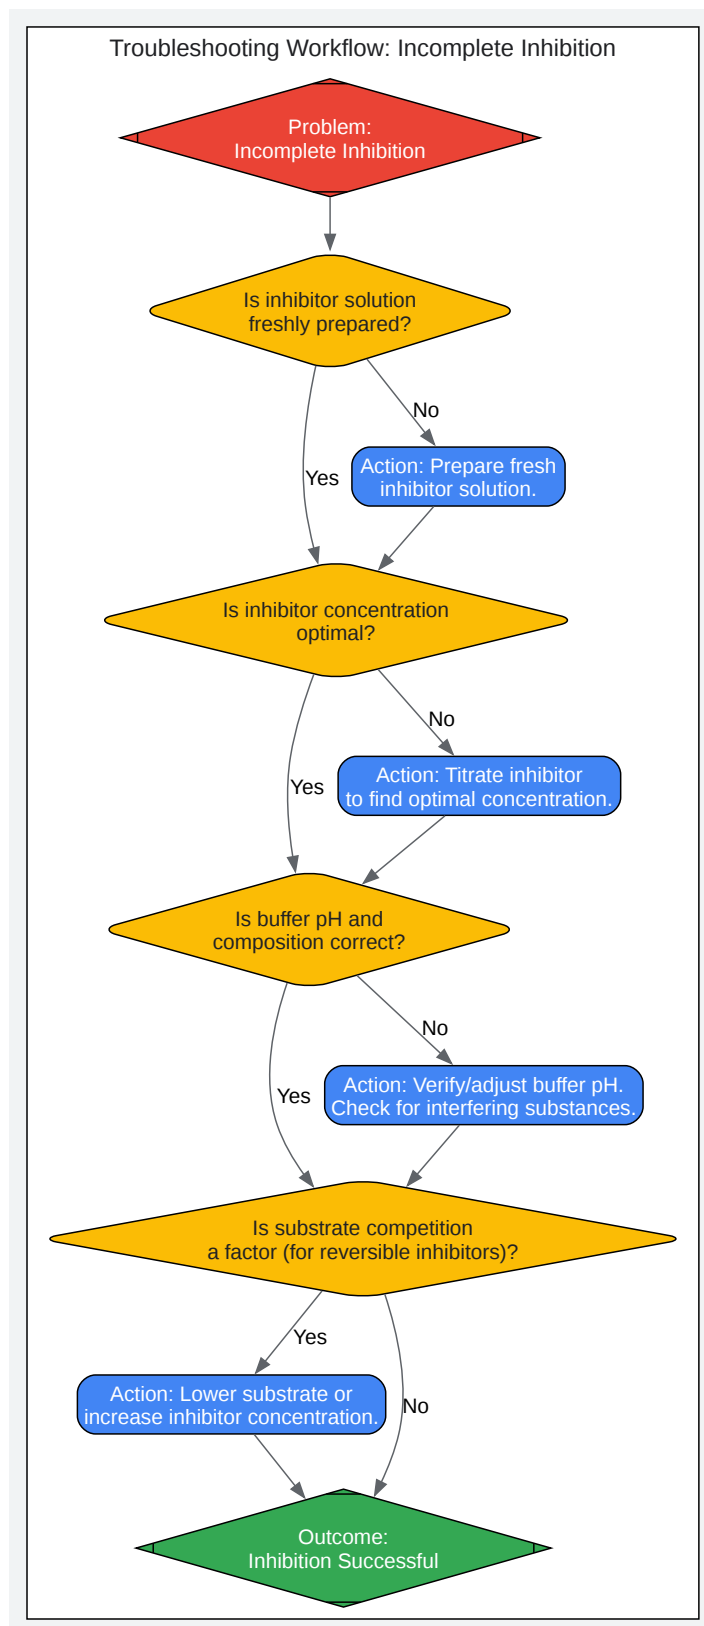 Troubleshooting Workflow: Incomplete Inhibition
Problem:
Incomplete Inhibition
Is inhibitor solution
freshly prepared?
No
Yes
Action: Prepare fresh
inhibitor solution.
Is inhibitor concentration
optimal?
No
Yes
Action: Titrate inhibitor
to find optimal concentration.
Is buffer pH and
composition correct?
No
Yes
Action: Verify/adjust buffer pH.
Check for interfering substances.
Is substrate competition
a factor (for reversible inhibitors)?
Yes
No
Action: Lower substrate or
increase inhibitor concentration.
Outcome:
Inhibition Successful